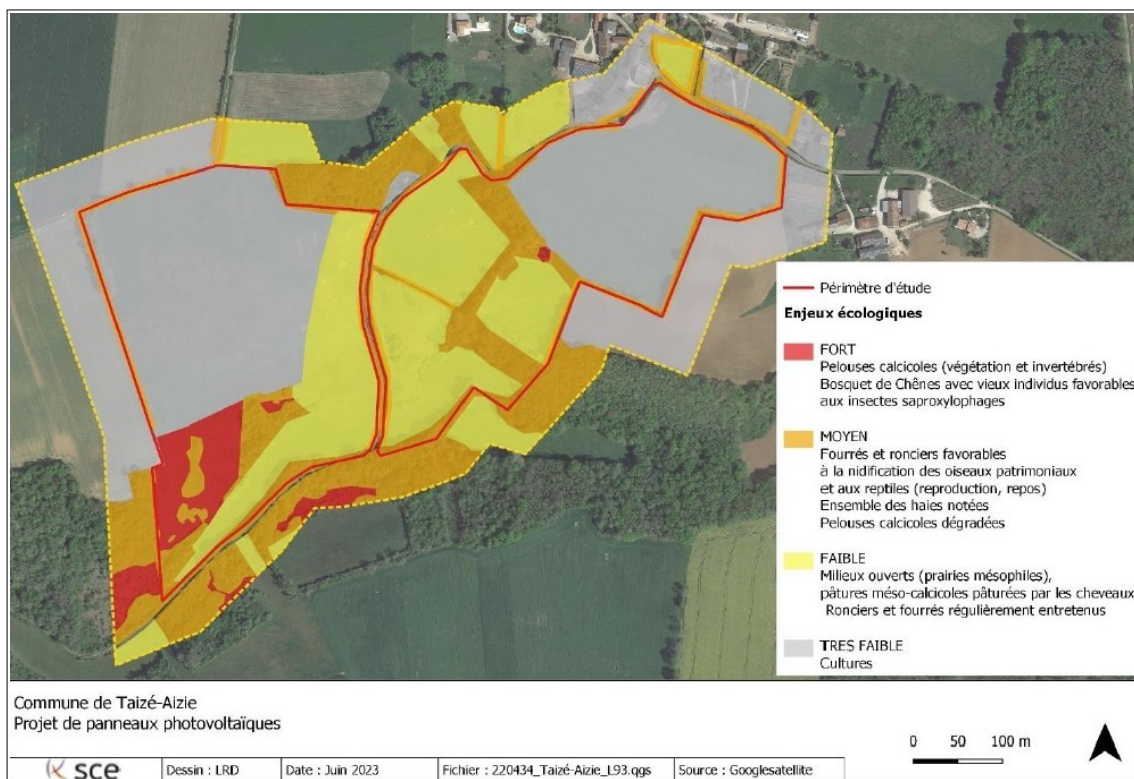 Périmètre d'étude
Enjeux écologiques
FORT
Pelouses calcicoles (végétation et invertébrés)
Bosquet de Chênes avec vieux individus favorables
aux insectes saproxylophages
MOYEN
Fourrés et ronciers favorables
à la nidification des oiseaux patrimoniaux
et aux reptiles (reproduction, repos)
Ensemble des haies notées
Pelouses calcicoles dégradées
FAIBLE
Milieux ouverts (prairies mésophiles),
pâtures méso-calcicoles pâturées par les cheveaux
Ronciers et fourrés régulièrement entretenus
TRES FAIBLE
Cultures
Commune de Taizé-Aizie
Projet de panneaux photovoltaïques
0 50 100 m
sce
Dessin : LRD
Date : Juin 2023
Fichier : 220434_Taizé-Aizie_L93.qgs
Source : Googlesatellite